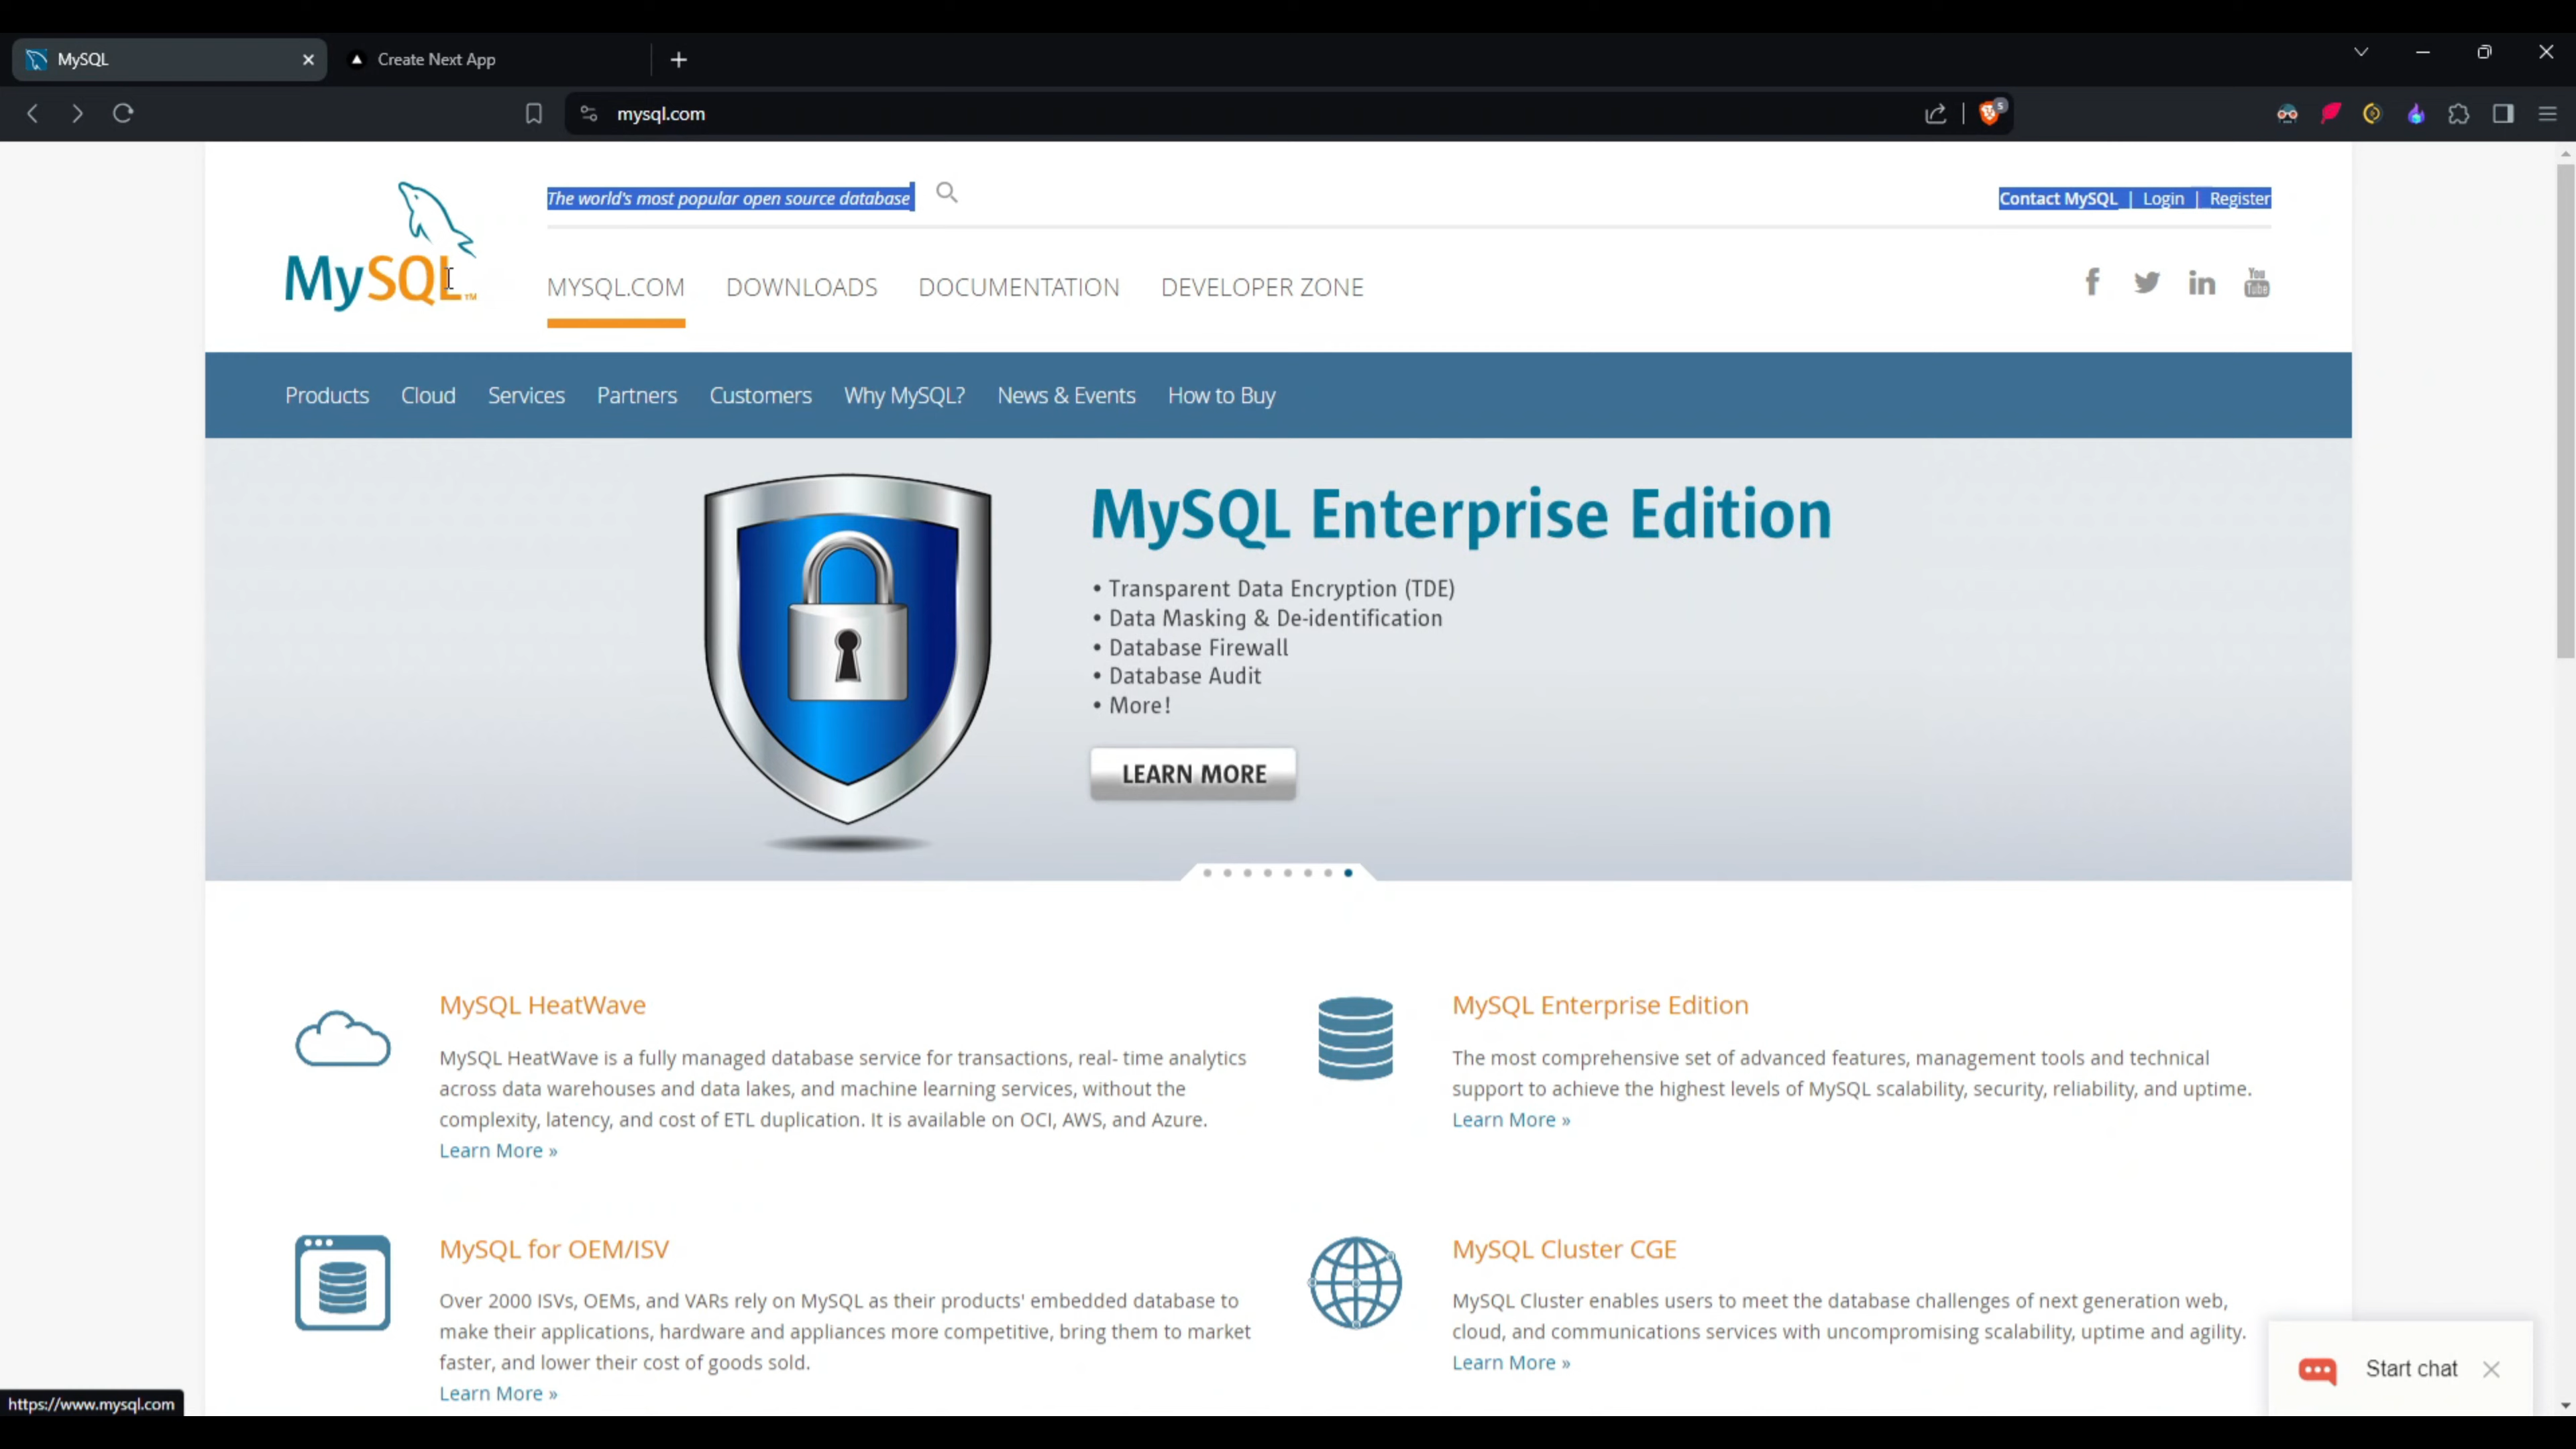 MySQL
Create Next App
mysql.com
5
The world's most popular open source database
Contact MySQL | Login | Register
MySQL™
MYSQL.COM DOWNLOADS DOCUMENTATION DEVELOPER ZONE
You Tube
Products Cloud Services Partners Customers Why MySQL? News & Events How to Buy
MySQL Enterprise Edition
• Transparent Data Encryption (TDE)
• Data Masking & De-identification
• Database Firewall
• Database Audit
• More!
LEARN MORE
MySQL HeatWave
MySQL HeatWave is a fully managed database service for transactions, real- time analytics
across data warehouses and data lakes, and machine learning services, without the
complexity, latency, and cost of ETL duplication. It is available on OCI, AWS, and Azure.
Learn More »
MySQL Enterprise Edition
The most comprehensive set of advanced features, management tools and technical
support to achieve the highest levels of MySQL scalability, security, reliability, and uptime.
Learn More »
MySQL for OEM/ISV
Over 2000 ISVs, OEMs, and VARs rely on MySQL as their products' embedded database to
make their applications, hardware and appliances more competitive, bring them to market
faster, and lower their cost of goods sold.
Learn More »
MySQL Cluster CGE
MySQL Cluster enables users to meet the database challenges of next generation web,
cloud, and communications services with uncompromising scalability, uptime and agility.
Learn More »
Start chat
https://www.mysql.com